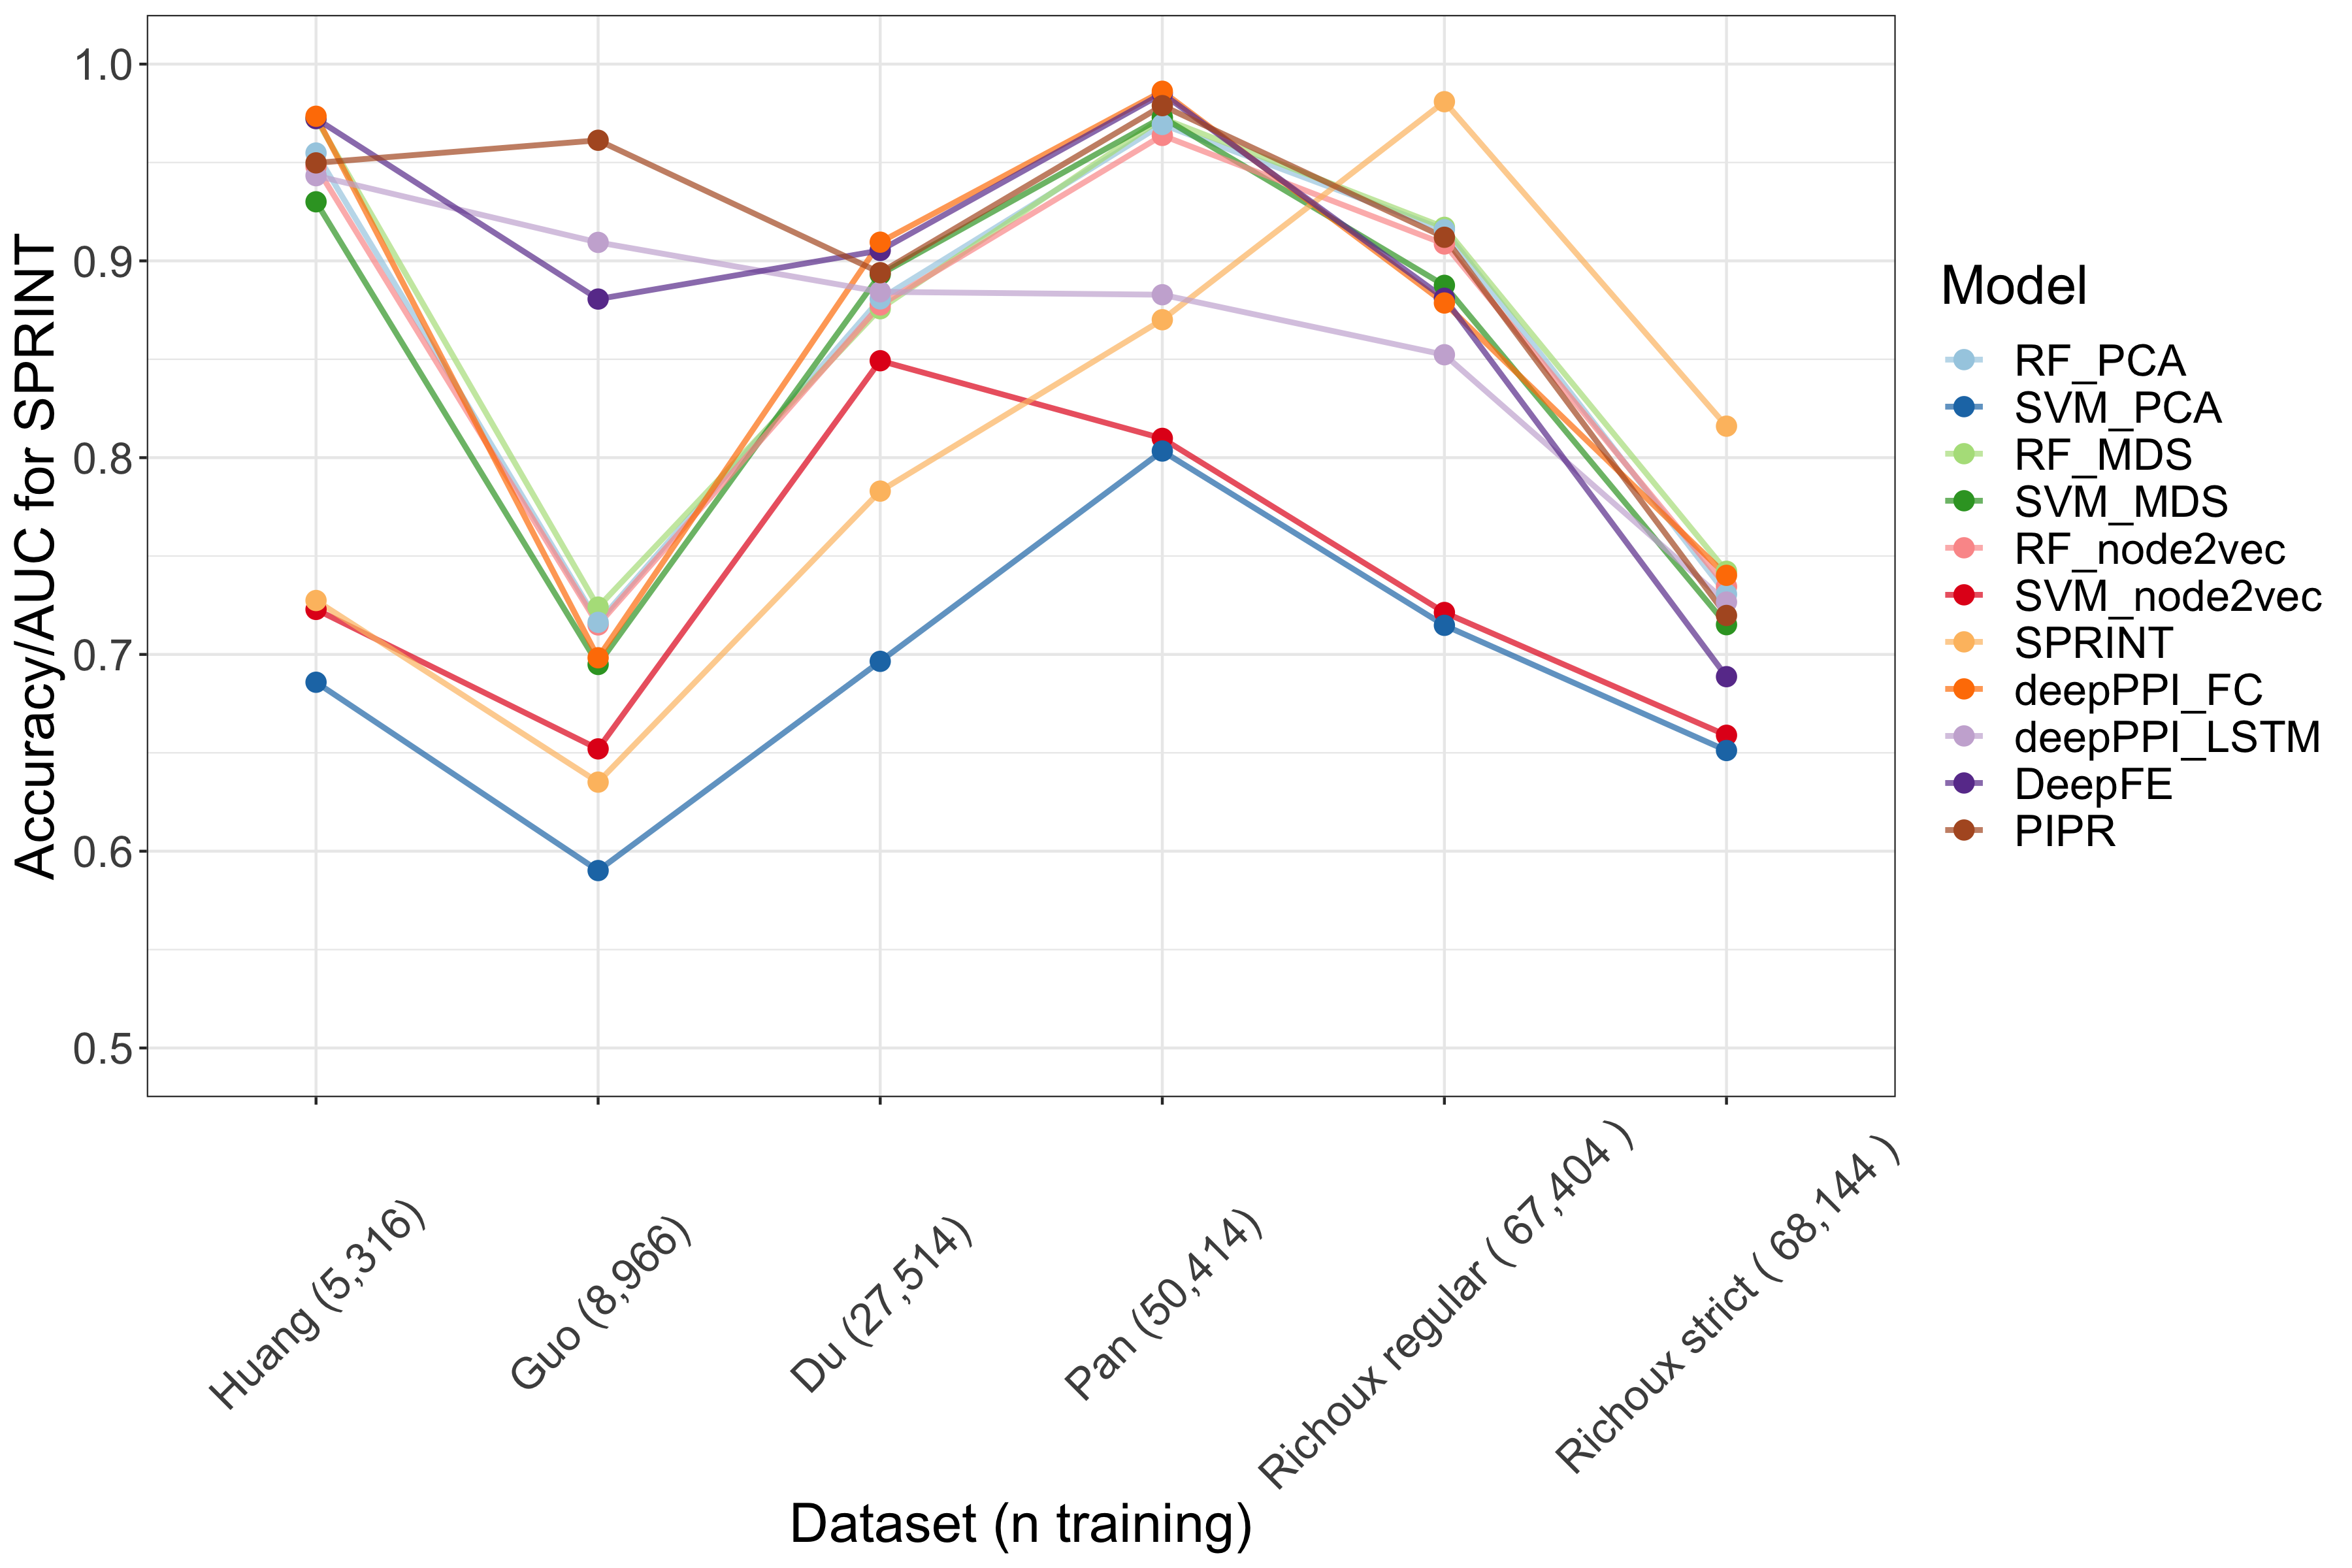 Accuracy/AUC for SPRINT
1.0
0.9
0.8
0.7
0.6
0.5
Huang (5,316)
Guo (8,966)
Du (27,514)
Pan (50,414)
Richoux regular ( 67,404 )
Richoux strict ( 68,144 )
Dataset (n training)
Model
RF_PCA
SVM_PCA
RF_MDS
SVM_MDS
RF_node2vec
SVM_node2vec
SPRINT
deepPPI_FC
deepPPI_LSTM
DeepFE
PIPR